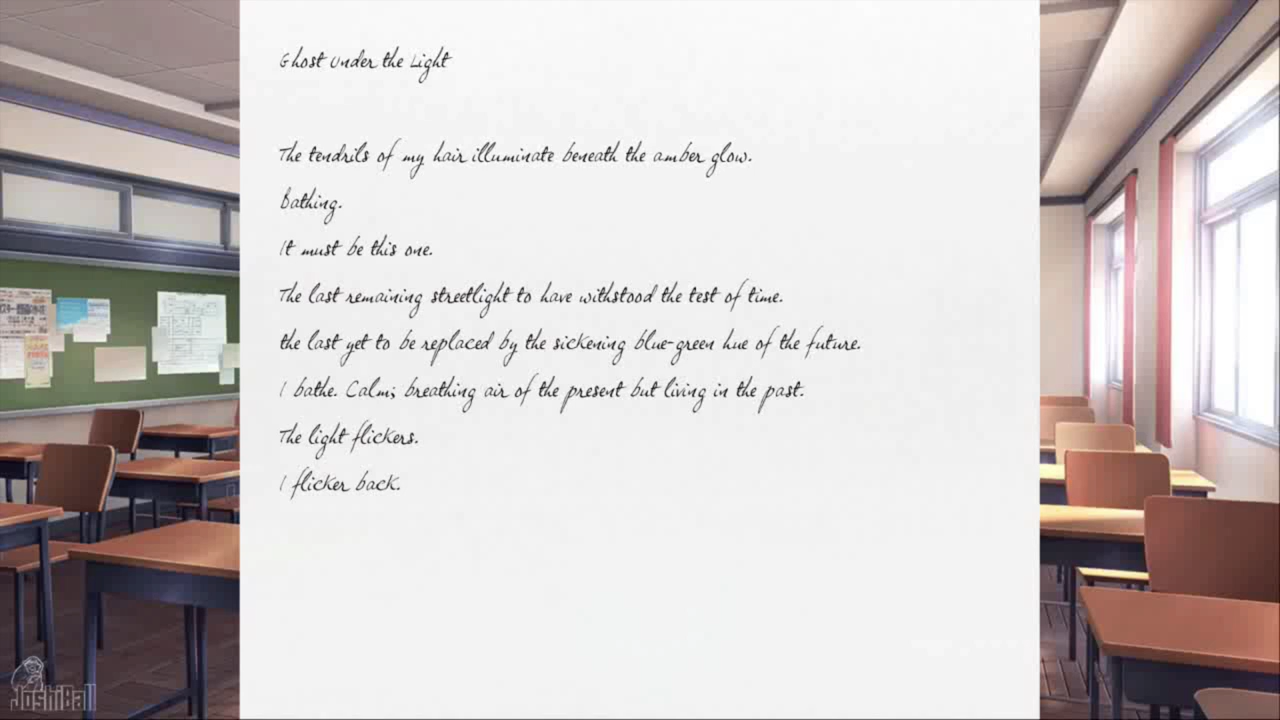 Ghost Under the Light
The tendrils of my hair illuminate beneath the amber glow.
Bathing.
It must be this one.
The last remaining streetlight to have withstood the test of time.
the last yet to be replaced by the sickening blue-green hue of the future.
I bathe. Calm; breathing air of the present but living in the past.
The light flickers.
I flicker back.
JoshiBall